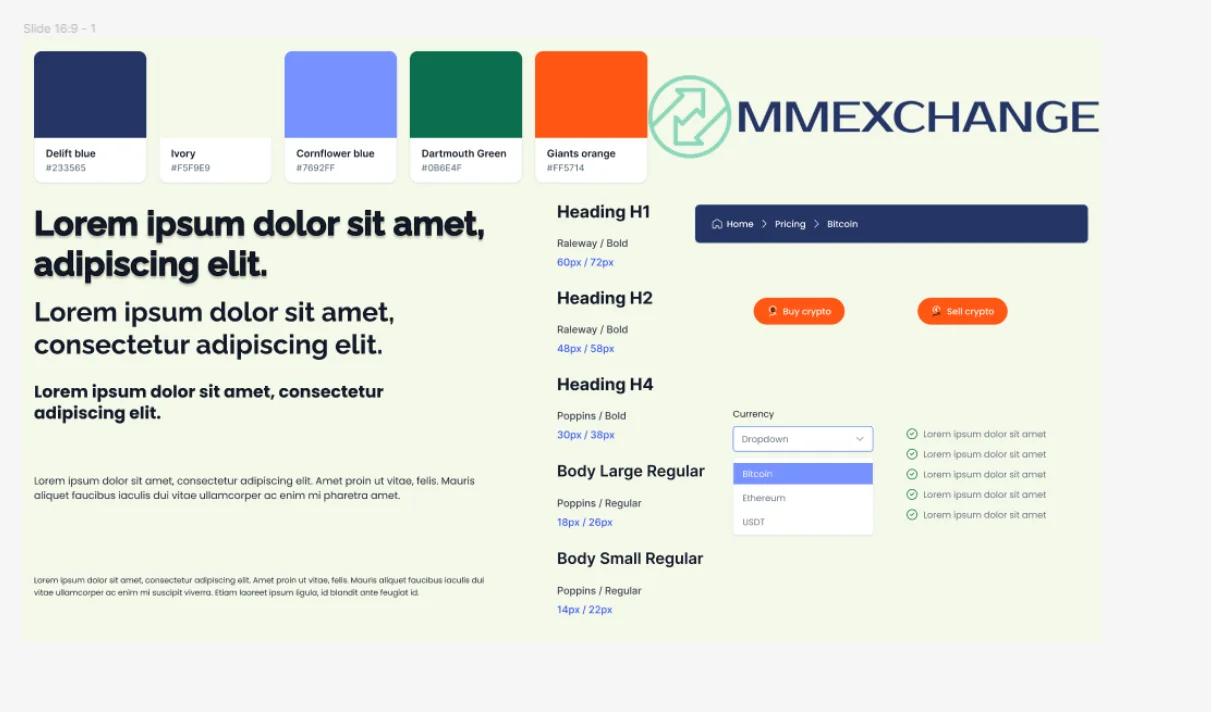 Slide 16:9 - 1
Delift blue
#233565
Ivory
#F5F9E9
Cornflower blue
#7692FF
Dartmouth Green
#0B6E4F
Giants orange
#FF5714
MMEXCHANGE
Lorem ipsum dolor sit amet,
adipiscing elit.
Lorem ipsum dolor sit amet,
consectetur adipiscing elit.
Lorem ipsum dolor sit amet, consectetur
adipiscing elit.
Lorem ipsum dolor sit amet, consectetur adipiscing elit. Amet proin ut vitae, felis. Mauris
aliquet faucibus iaculis dui vitae ullamcorper ac enim mi pharetra amet.
Lorem ipsum dolor sit amet, consectetur adipiscing elit. Amet proin ut vitae, felis. Mauris aliquet faucibus iaculis dui
vitae ullamcorper ac enim mi suscipit viverra. Etiam laoreet ipsum ligula, id blandit ante feugiat id.
Heading H1
Raleway / Bold
60px / 72px
Heading H2
Raleway / Bold
48px / 58px
Heading H4
Poppins / Bold
30px / 38px
Body Large Regular
Poppins / Regular
18px / 26px
Body Small Regular
Poppins / Regular
14px / 22px
Home > Pricing > Bitcoin
Buy crypto
Sell crypto
Currency
Dropdown
Bitcoin
Ethereum
USDT
Lorem ipsum dolor sit amet
Lorem ipsum dolor sit amet
Lorem ipsum dolor sit amet
Lorem ipsum dolor sit amet
Lorem ipsum dolor sit amet